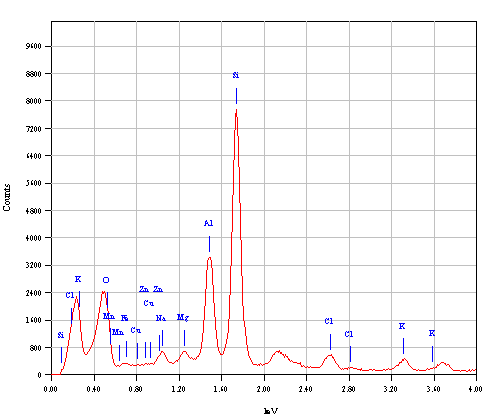 9600
8800
8000
7200
6400
5600
4800
4000
3200
2400
1600
800
0
Counts
Si
Al
K
O
Cl
Zn Zn
Cu
Mn
Fe
Na
Mg
Si
Mn
Cu
Cl
Cl
K
K
0.00 0.40 0.80 1.20 1.60 2.00 2.40 2.80 3.20 3.60 4.00
keV